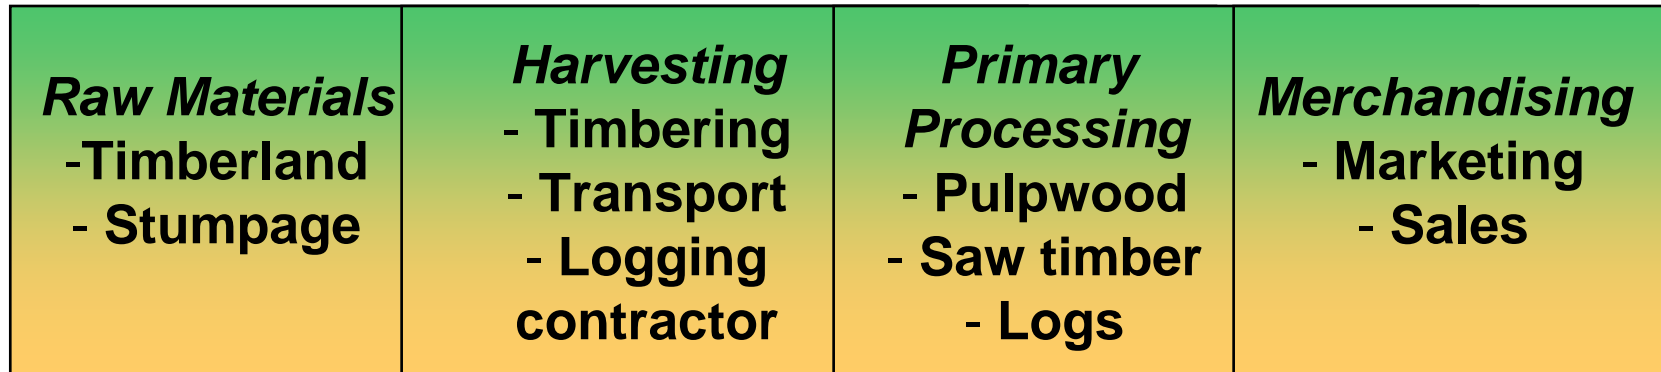 Raw Materials
-Timberland
- Stumpage
Harvesting
- Timbering
- Transport
- Logging
contractor
Primary
Processing
- Pulpwood
- Saw timber
- Logs
Merchandising
- Marketing
- Sales